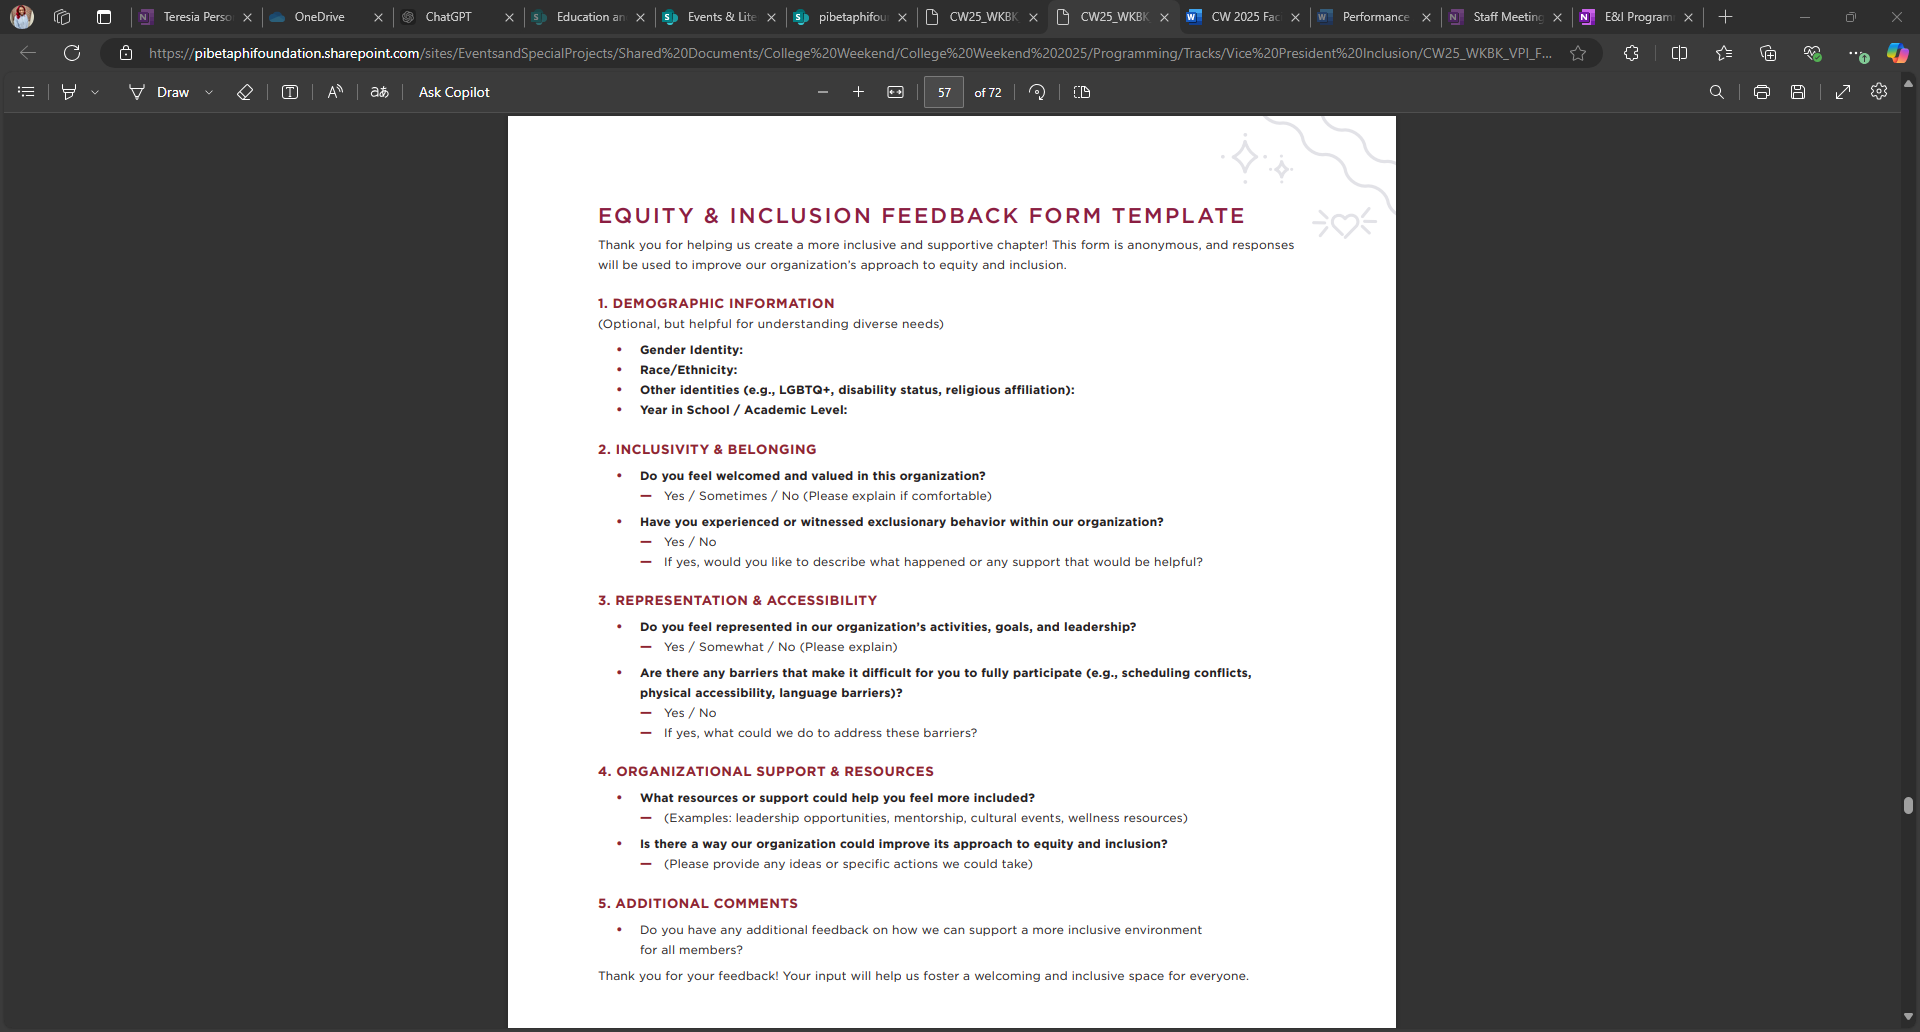 Teresia Perso
OneDrive
ChatGPT
Education an
Events & Lite
pibetaphifou
CW25_WKBK
CW25_WKBK
CW 2025 Fac
Performance
Staff Meeting
E&I Program
https://pibetaphifoundation.sharepoint.com/sites/EventsandSpecialProjects/Shared%20Documents/College%20Weekend/College%20Weekend%202025/Programming/Tracks/Vice%20President%20Inclusion/CW25_WKBK_VPI_F...
Draw
Ask Copilot
57 of 72
EQUITY & INCLUSION FEEDBACK FORM TEMPLATE
Thank you for helping us create a more inclusive and supportive chapter! This form is anonymous, and responses
will be used to improve our organization's approach to equity and inclusion.
1. DEMOGRAPHIC INFORMATION
(Optional, but helpful for understanding diverse needs)
• Gender Identity:
• Race/Ethnicity:
• Other identities (e.g., LGBTQ+, disability status, religious affiliation):
• Year in School / Academic Level:
2. INCLUSIVITY & BELONGING
• Do you feel welcomed and valued in this organization?
— Yes / Sometimes / No (Please explain if comfortable)
• Have you experienced or witnessed exclusionary behavior within our organization?
— Yes / No
— If yes, would you like to describe what happened or any support that would be helpful?
3. REPRESENTATION & ACCESSIBILITY
• Do you feel represented in our organization's activities, goals, and leadership?
— Yes / Somewhat / No (Please explain)
• Are there any barriers that make it difficult for you to fully participate (e.g., scheduling conflicts,
physical accessibility, language barriers)?
— Yes / No
— If yes, what could we do to address these barriers?
4. ORGANIZATIONAL SUPPORT & RESOURCES
• What resources or support could help you feel more included?
— (Examples: leadership opportunities, mentorship, cultural events, wellness resources)
• Is there a way our organization could improve its approach to equity and inclusion?
— (Please provide any ideas or specific actions we could take)
5. ADDITIONAL COMMENTS
• Do you have any additional feedback on how we can support a more inclusive environment
for all members?
Thank you for your feedback! Your input will help us foster a welcoming and inclusive space for everyone.